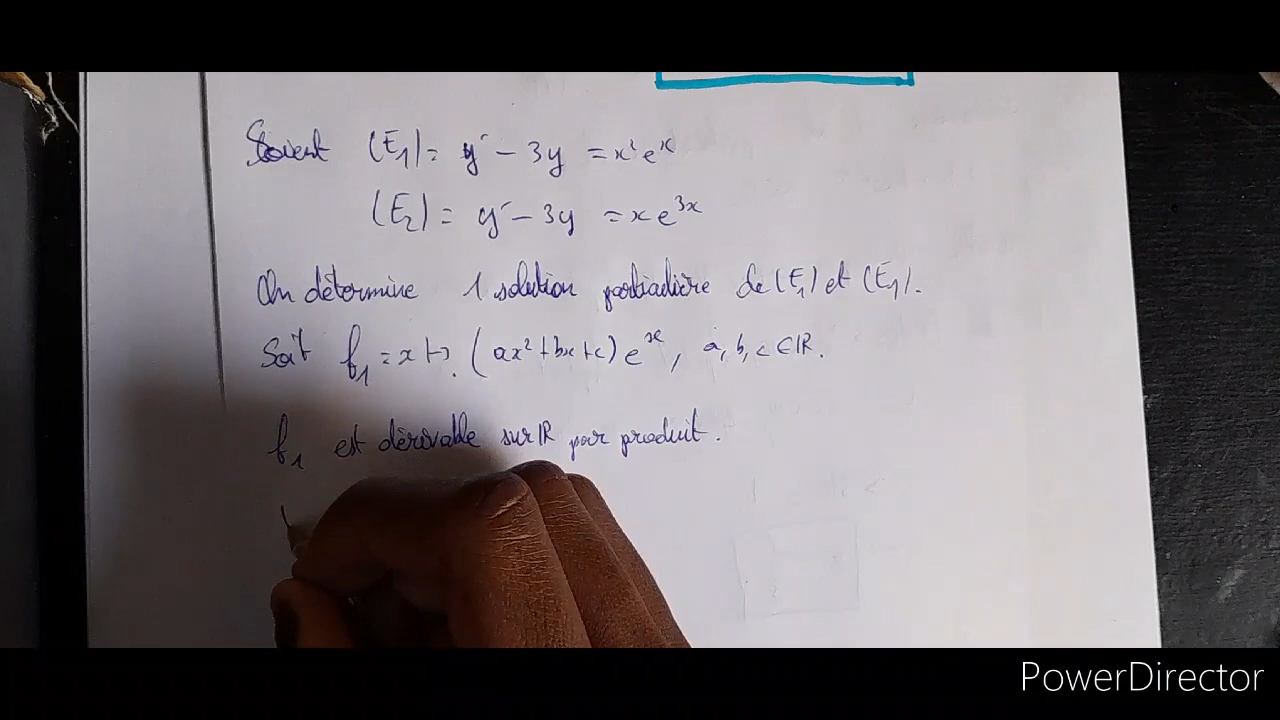 Soient (E1) = y' - 3y = x²eˣ
(E2) = y' - 3y = xe³ˣ
On détermine 1 solution particulière de (E1) et (E1).
Soit f1 = x ↦ (ax² + bx + c)eˣ, a, b, c ∈ ℝ.
f1 est dérivable sur ℝ par produit.
PowerDirector